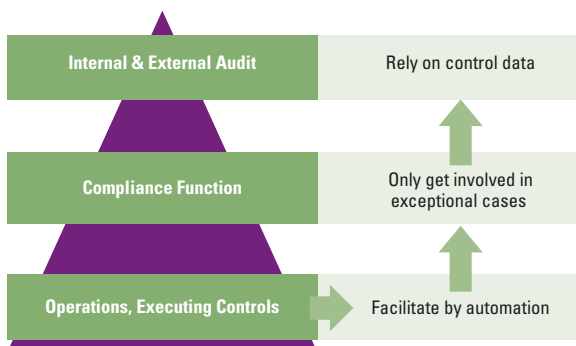 Internal & External Audit
Rely on control data
Compliance Function
Only get involved in
exceptional cases
Operations, Executing Controls
Facilitate by automation